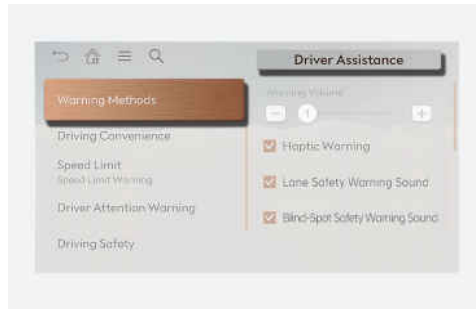 Driver Assistance
Warning Methods
Driving Convenience
Speed Limit
Speed Limit Warning
Driver Attention Warning
Driving Safety
Warning Volume
1
Haptic Warning
Lane Safety Warning Sound
Blind-Spot Safety Warning Sound